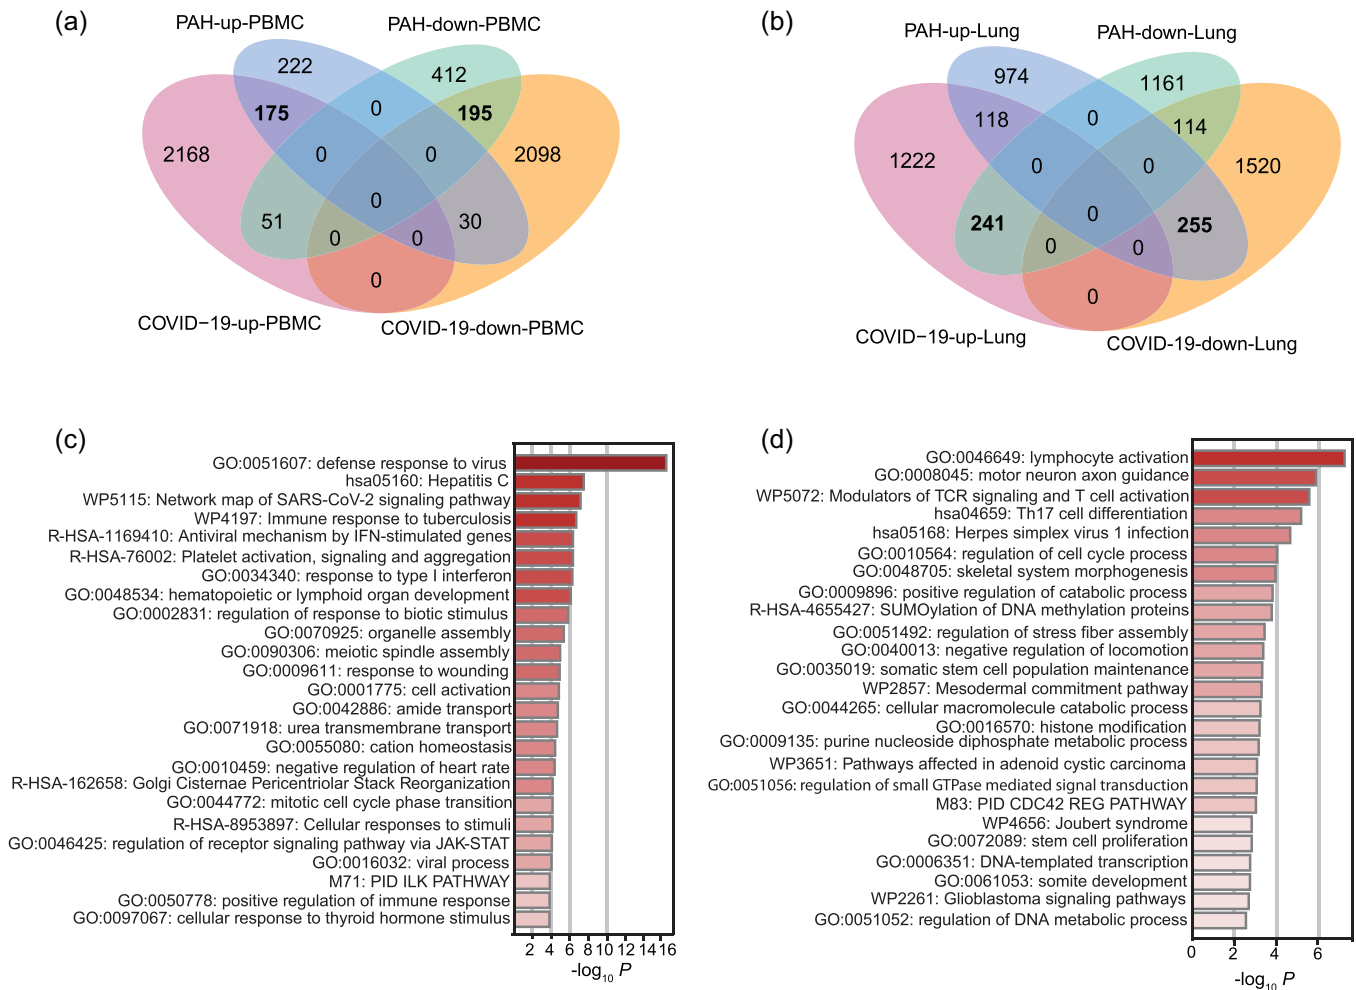 (a)
PAH-up-PBMC
PAH-down-PBMC
222
412
0
175
195
2168
0
0
2098
0
51
30
0
0
0
COVID−19-up-PBMC
COVID-19-down-PBMC
(b)
PAH-up-Lung
PAH-down-Lung
974
1161
118
0
114
1222
0
0
1520
0
241
255
0
0
0
COVID−19-up-Lung
COVID-19-down-Lung
(c)
GO:0051607: defense response to virus
hsa05160: Hepatitis C
WP5115: Network map of SARS-CoV-2 signaling pathway
WP4197: Immune response to tuberculosis
R-HSA-1169410: Antiviral mechanism by IFN-stimulated genes
R-HSA-76002: Platelet activation, signaling and aggregation
GO:0034340: response to type I interferon
GO:0048534: hematopoietic or lymphoid organ development
GO:0002831: regulation of response to biotic stimulus
GO:0070925: organelle assembly
GO:0090306: meiotic spindle assembly
GO:0009611: response to wounding
GO:0001775: cell activation
GO:0042886: amide transport
GO:0071918: urea transmembrane transport
GO:0055080: cation homeostasis
GO:0010459: negative regulation of heart rate
R-HSA-162658: Golgi Cisternae Pericentriolar Stack Reorganization
GO:0044772: mitotic cell cycle phase transition
R-HSA-8953897: Cellular responses to stimuli
GO:0046425: regulation of receptor signaling pathway via JAK-STAT
GO:0016032: viral process
M71: PID ILK PATHWAY
GO:0050778: positive regulation of immune response
GO:0097067: cellular response to thyroid hormone stimulus
2 4 6 8 10 12 14 16
-log10 P
(d)
GO:0046649: lymphocyte activation
GO:0008045: motor neuron axon guidance
WP5072: Modulators of TCR signaling and T cell activation
hsa04659: Th17 cell differentiation
hsa05168: Herpes simplex virus 1 infection
GO:0010564: regulation of cell cycle process
GO:0048705: skeletal system morphogenesis
GO:0009896: positive regulation of catabolic process
R-HSA-4655427: SUMOylation of DNA methylation proteins
GO:0051492: regulation of stress fiber assembly
GO:0040013: negative regulation of locomotion
GO:0035019: somatic stem cell population maintenance
WP2857: Mesodermal commitment pathway
GO:0044265: cellular macromolecule catabolic process
GO:0016570: histone modification
GO:0009135: purine nucleoside diphosphate metabolic process
WP3651: Pathways affected in adenoid cystic carcinoma
GO:0051056: regulation of small GTPase mediated signal transduction
M83: PID CDC42 REG PATHWAY
WP4656: Joubert syndrome
GO:0072089: stem cell proliferation
GO:0006351: DNA-templated transcription
GO:0061053: somite development
WP2261: Glioblastoma signaling pathways
GO:0051052: regulation of DNA metabolic process
0 2 4 6
-log10 P